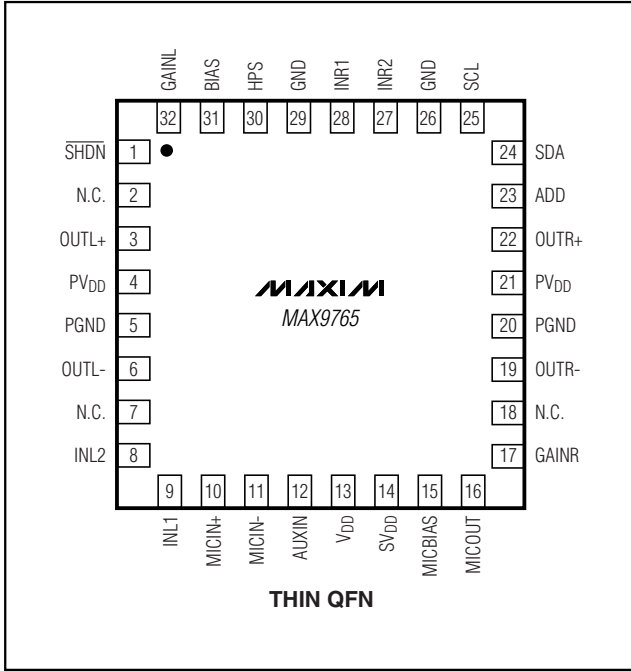 GAINL BIAS HPS GND INR1 INR2 GND SCL
32 31 30 29 28 27 26 25
SHDN 1 24 SDA
N.C. 2 23 ADD
OUTL+ 3 22 OUTR+
PVDD 4 21 PVDD
MAXIM
MAX9765
PGND 5 20 PGND
OUTL- 6 19 OUTR-
N.C. 7 18 N.C.
INL2 8 17 GAINR
9 10 11 12 13 14 15 16
INL1 MICIN+ MICIN- AUXIN VDD SVDD MICBIAS MICOUT
THIN QFN